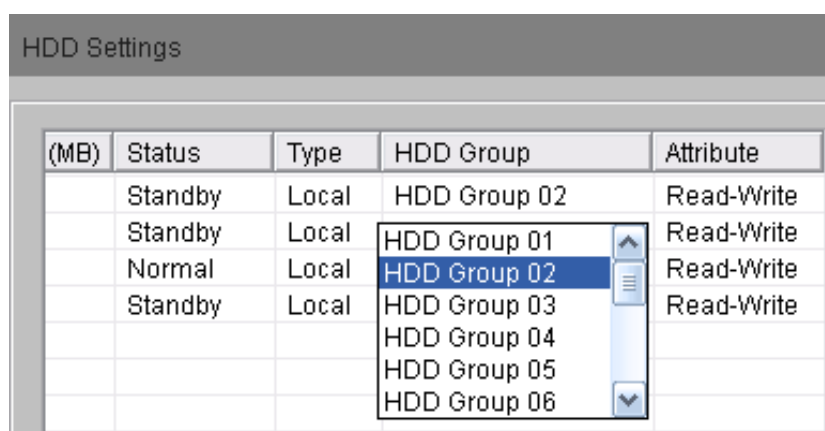 HDD Settings
(MB) Status Type HDD Group Attribute
Standby Local HDD Group 02 Read-Write
Standby Local HDD Group 01 Read-Write
Normal Local HDD Group 02 Read-Write
Standby Local HDD Group 03 Read-Write
HDD Group 04
HDD Group 05
HDD Group 06